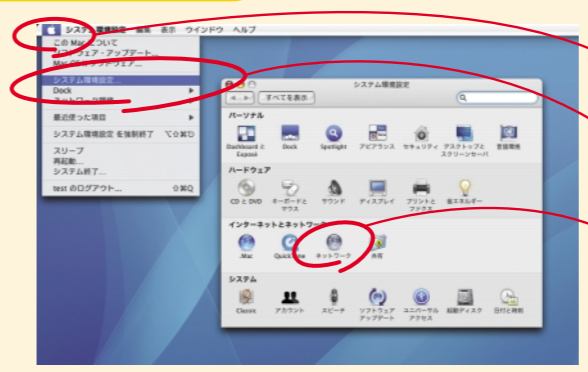 システム環境設定 編集 表示 ウインドウ ヘルプ
この Mac について
ソフトウェア・アップデート...
Mac OS X ソフトウェア...
システム環境設定...
Dock
最近使った項目
システム環境設定 を強制終了
スリープ
再起動...
システム終了...
test のログアウト... ⇧⌘Q
システム環境設定
すべてを表示
パーソナル
Dashboard と Exposé
Dock
Spotlight
アピアランス
セキュリティ
デスクトップと スクリーンセーバ
言語環境
ハードウェア
CD と DVD
キーボードと マウス
サウンド
ディスプレイ
プリントと ファクス
省エネルギー
インターネットとネットワーク
.Mac
QuickTime
ネットワーク
共有
システム
Classic
アカウント
スピーチ
ソフトウェア アップデート
ユニバーサル アクセス
起動ディスク
日付と時刻